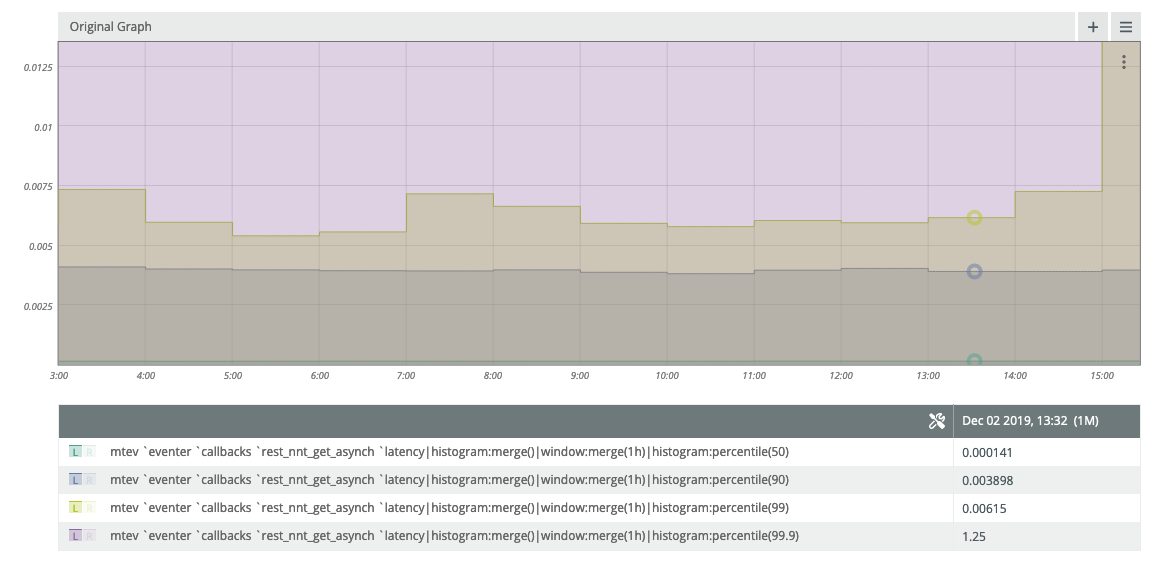 Original Graph
+
0.0125
0.01
0.0075
0.005
0.0025
3:00 4:00 5:00 6:00 7:00 8:00 9:00 10:00 11:00 12:00 13:00 14:00 15:00
Dec 02 2019, 13:32 (1M)
L R mtev `eventer `callbacks `rest_nnt_get_asynch `latency|histogram:merge()|window:merge(1h)|histogram:percentile(50) 0.000141
L R mtev `eventer `callbacks `rest_nnt_get_asynch `latency|histogram:merge()|window:merge(1h)|histogram:percentile(90) 0.003898
L R mtev `eventer `callbacks `rest_nnt_get_asynch `latency|histogram:merge()|window:merge(1h)|histogram:percentile(99) 0.00615
L R mtev `eventer `callbacks `rest_nnt_get_asynch `latency|histogram:merge()|window:merge(1h)|histogram:percentile(99.9) 1.25